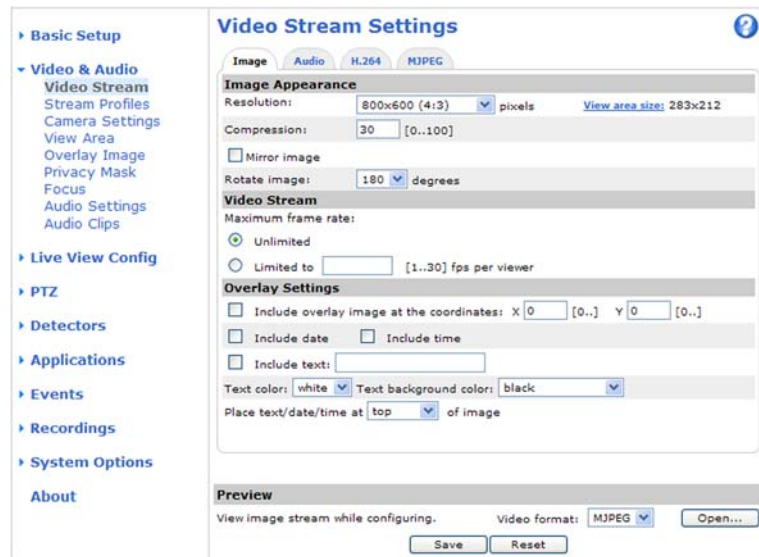 Basic Setup
Video & Audio
Video Stream
Stream Profiles
Camera Settings
View Area
Overlay Image
Privacy Mask
Focus
Audio Settings
Audio Clips
Live View Config
PTZ
Detectors
Applications
Events
Recordings
System Options
About
Video Stream Settings
?
Image Audio H.264 MJPEG
Image Appearance
Resolution: 800x600 (4:3) pixels View area size: 283x212
Compression: 30 [0..100]
Mirror image
Rotate image: 180 degrees
Video Stream
Maximum frame rate:
Unlimited
Limited to [1..30] fps per viewer
Overlay Settings
Include overlay image at the coordinates: X 0 [0..] Y 0 [0..]
Include date Include time
Include text:
Text color: white Text background color: black
Place text/date/time at top of image
Preview
View image stream while configuring. Video format: MJPEG Open...
Save Reset